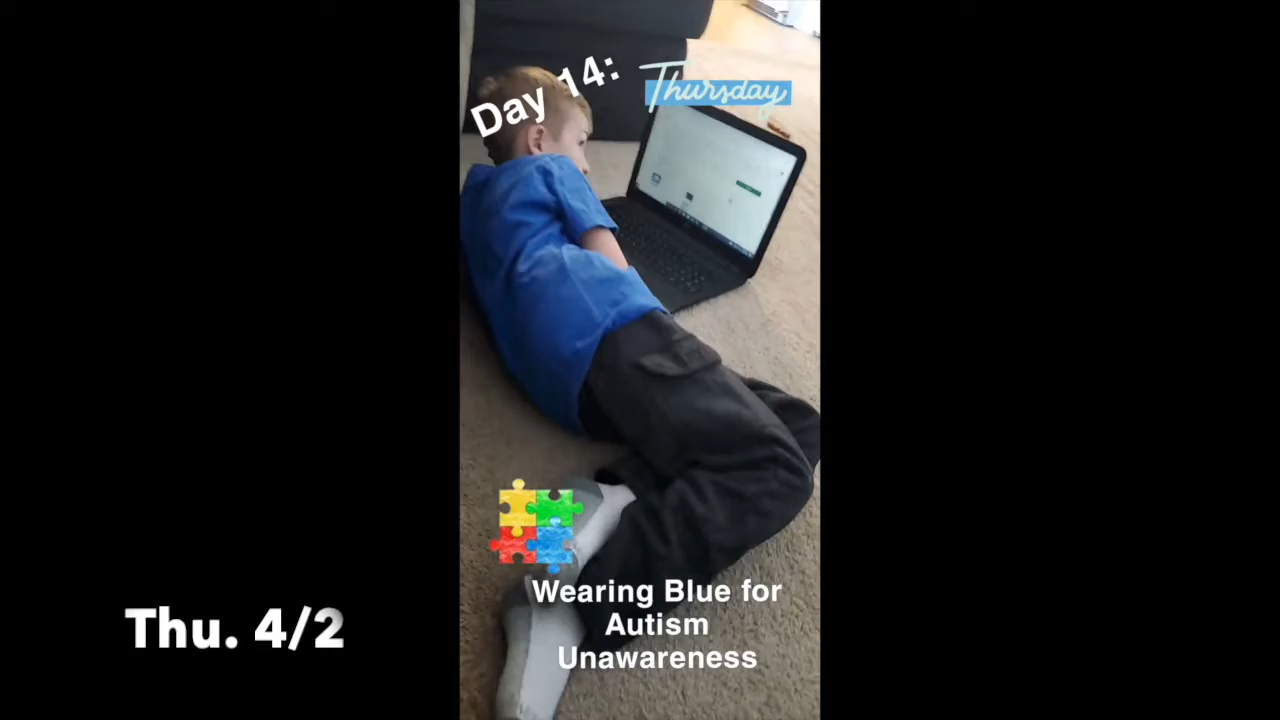 Day 14:
Thursday
Wearing Blue for
Autism
Unawareness
Thu. 4/2